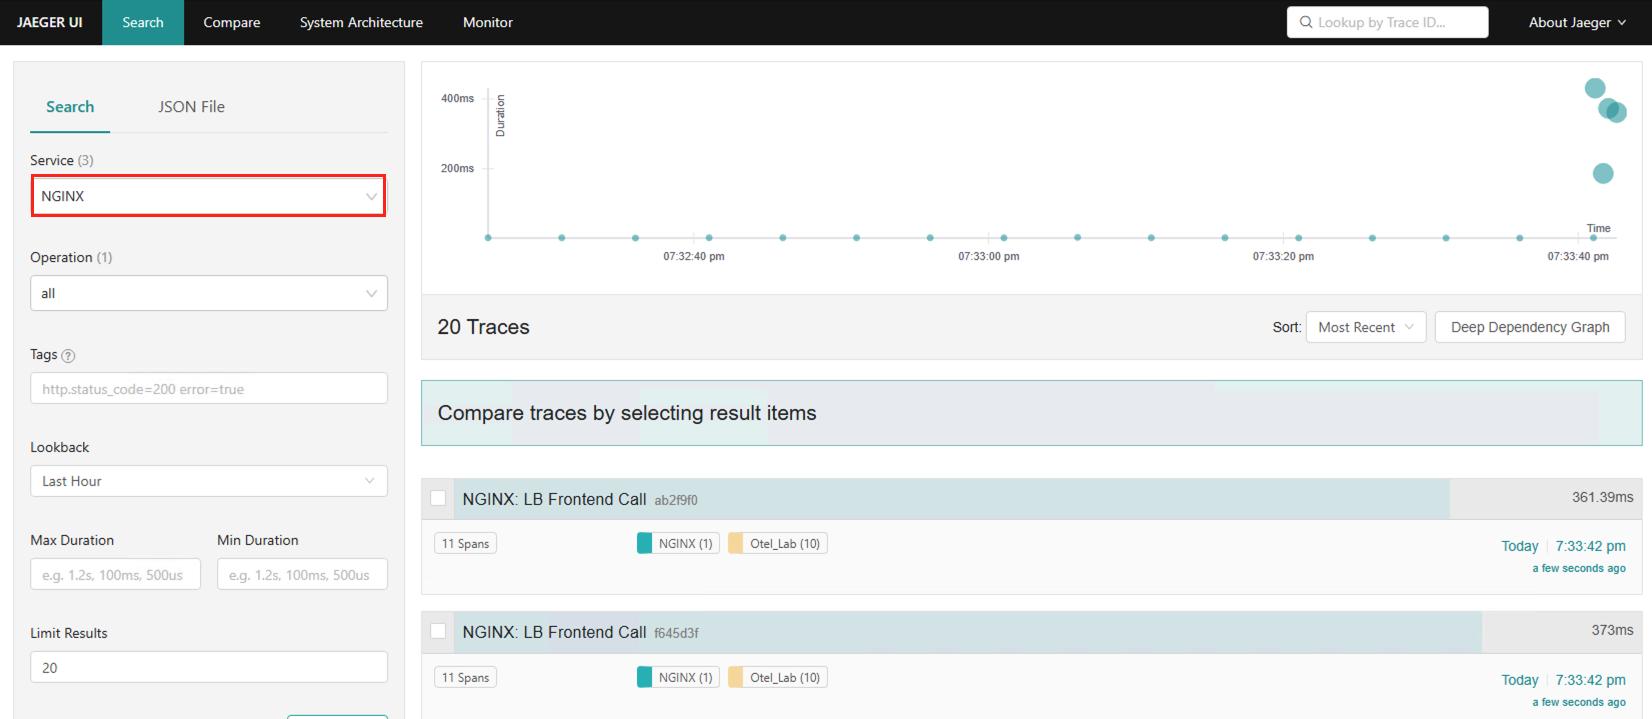 JAEGER UI Search Compare System Architecture Monitor Lookup by Trace ID... About Jaeger
Search JSON File
Service (3)
NGINX
Operation (1)
all
Tags ?
http.status_code=200 error=true
Lookback
Last Hour
Max Duration Min Duration
e.g. 1.2s, 100ms, 500us e.g. 1.2s, 100ms, 500us
Limit Results
20
400ms
Duration
200ms
Time
07:32:40 pm 07:33:00 pm 07:33:20 pm 07:33:40 pm
20 Traces Sort: Most Recent Deep Dependency Graph
Compare traces by selecting result items
NGINX: LB Frontend Call ab2f9f0 361.39ms
11 Spans NGINX (1) Otel_Lab (10) Today 7:33:42 pm
a few seconds ago
NGINX: LB Frontend Call f645d3f 373ms
11 Spans NGINX (1) Otel_Lab (10) Today 7:33:42 pm
a few seconds ago